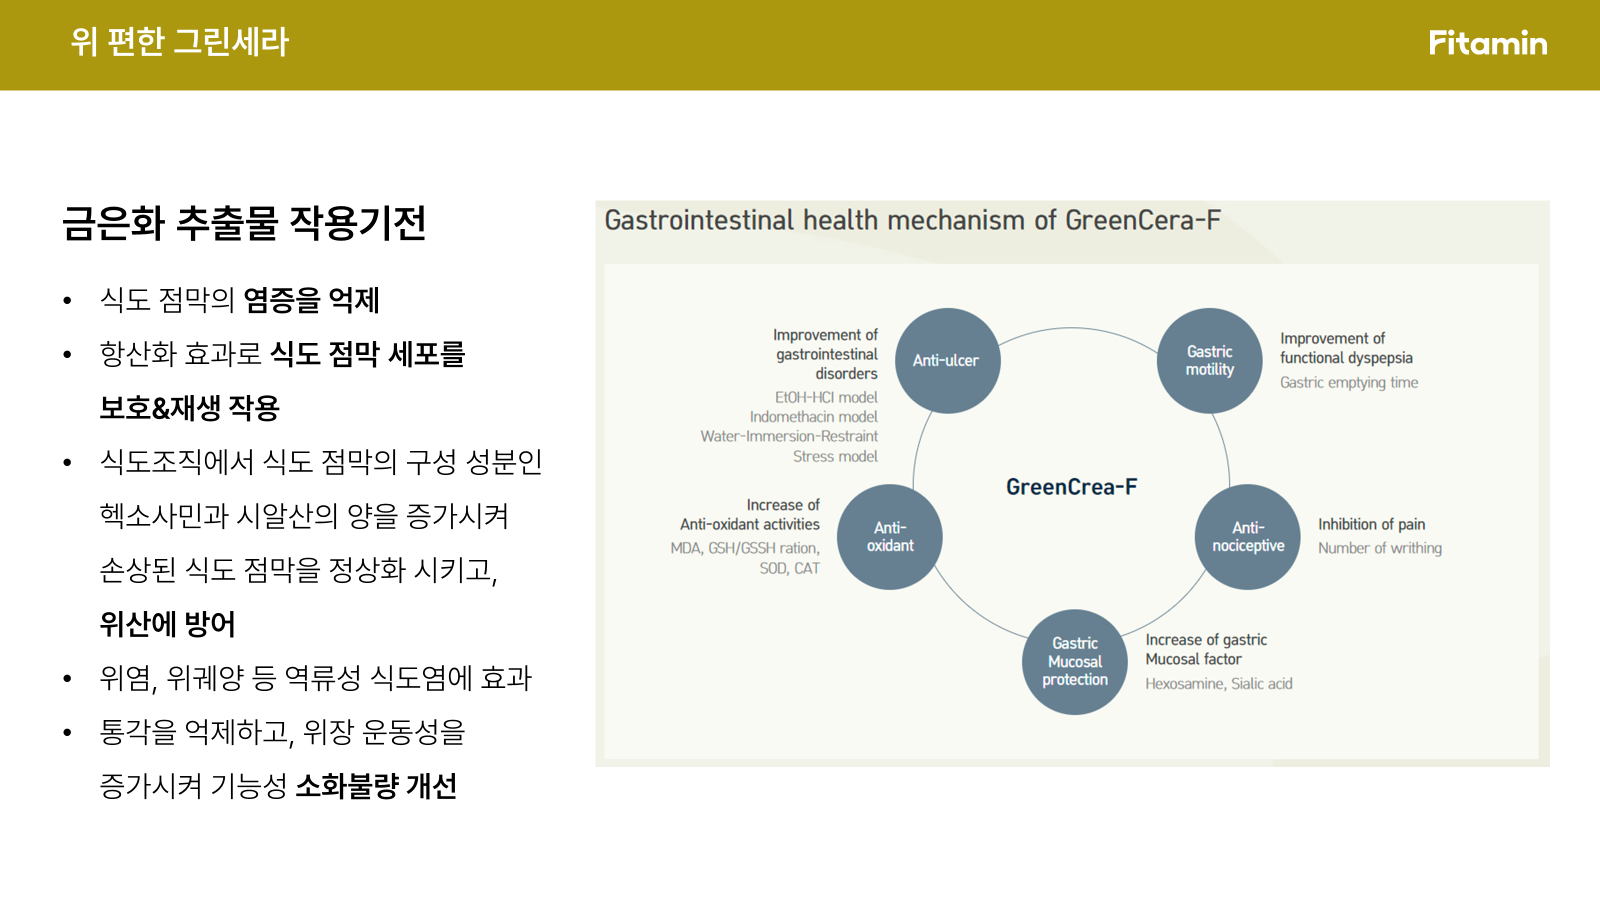 위 편한 그린세라
Fitamin
금은화 추출물 작용기전
• 식도 점막의 염증을 억제
• 항산화 효과로 식도 점막 세포를
보호&재생 작용
• 식도조직에서 식도 점막의 구성 성분인
헥소사민과 시알산의 양을 증가시켜
손상된 식도 점막을 정상화 시키고,
위산에 방어
• 위염, 위궤양 등 역류성 식도염에 효과
• 통각을 억제하고, 위장 운동성을
증가시켜 기능성 소화불량 개선
Gastrointestinal health mechanism of GreenCera-F
Improvement of
gastrointestinal
disorders
EtOH-HCI model
Indomethacin model
Water-Immersion-Restraint
Stress model
Anti-ulcer
Gastric
motility
Improvement of
functional dyspepsia
Gastric emptying time
GreenCrea-F
Increase of
Anti-oxidant activities
MDA, GSH/GSSH ration,
SOD, CAT
Anti-
oxidant
Anti-
nociceptive
Inhibition of pain
Number of writhing
Gastric
Mucosal
protection
Increase of gastric
Mucosal factor
Hexosamine, Sialic acid